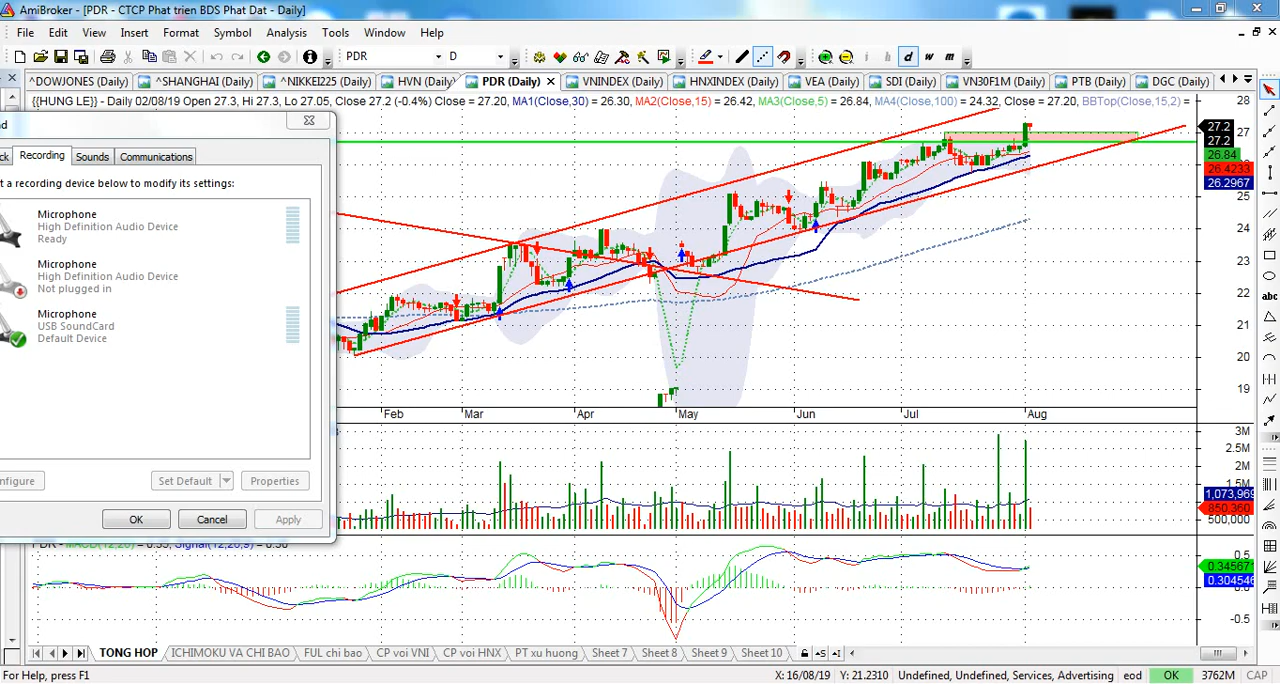 AmiBroker - [PDR - CTCP Phat trien BDS Phat Dat - Daily]
File Edit View Insert Format Symbol Analysis Tools Window Help
PDR D i h d w m
^DOWJONES (Daily) ^SHANGHAI (Daily) ^NIKKEI225 (Daily) HVN (Daily) PDR (Daily) VNINDEX (Daily) HNXINDEX (Daily) VEA (Daily) SDI (Daily) VN30F1M (Daily) PTB (Daily) DGC (Daily)
{{HUNG LE}} - Daily 02/08/19 Open 27.3, Hi 27.3, Lo 27.05, Close 27.2 (-0.4%) Close = 27.20, MA1(Close,30) = 26.30, MA2(Close,15) = 26.42, MA3(Close,5) = 26.84, MA4(Close,100) = 24.32, Close = 27.20, BBTop(Close,15,2) =
28
27.2
27
27.2
26.84
26.4233
26.2967
25
24
23
22
21
20
19
Recording Sounds Communications
t a recording device below to modify its settings:
Microphone
High Definition Audio Device
Ready
Microphone
High Definition Audio Device
Not plugged in
Microphone
USB SoundCard
Default Device
nfigure Set Default Properties
OK Cancel Apply
Feb Mar Apr May Jun Jul Aug
3M
2.5M
2M
1.5M
1,073,969
850,360
500,000
0.5
0.345671
0.304546
-0.5
TONG HOP ICHIMOKU VA CHI BAO FUL chi bao CP voi VNI CP voi HNX PT xu huong Sheet 7 Sheet 8 Sheet 9 Sheet 10
For Help, press F1 X: 16/08/19 Y: 21.2310 Undefined, Undefined, Services, Advertising eod OK 3762M CAP
abc